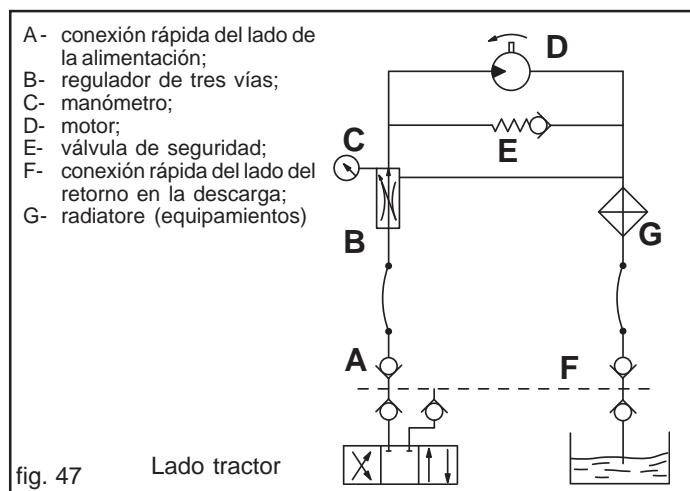 A- conexión rápida del lado de
la alimentación;
B- regulador de tres vías;
C- manómetro;
D- motor;
E- válvula de seguridad;
F- conexión rápida del lado del
retorno en la descarga;
G- radiatore (equipamientos)
D
C
E
B
G
A
F
fig. 47
Lado tractor